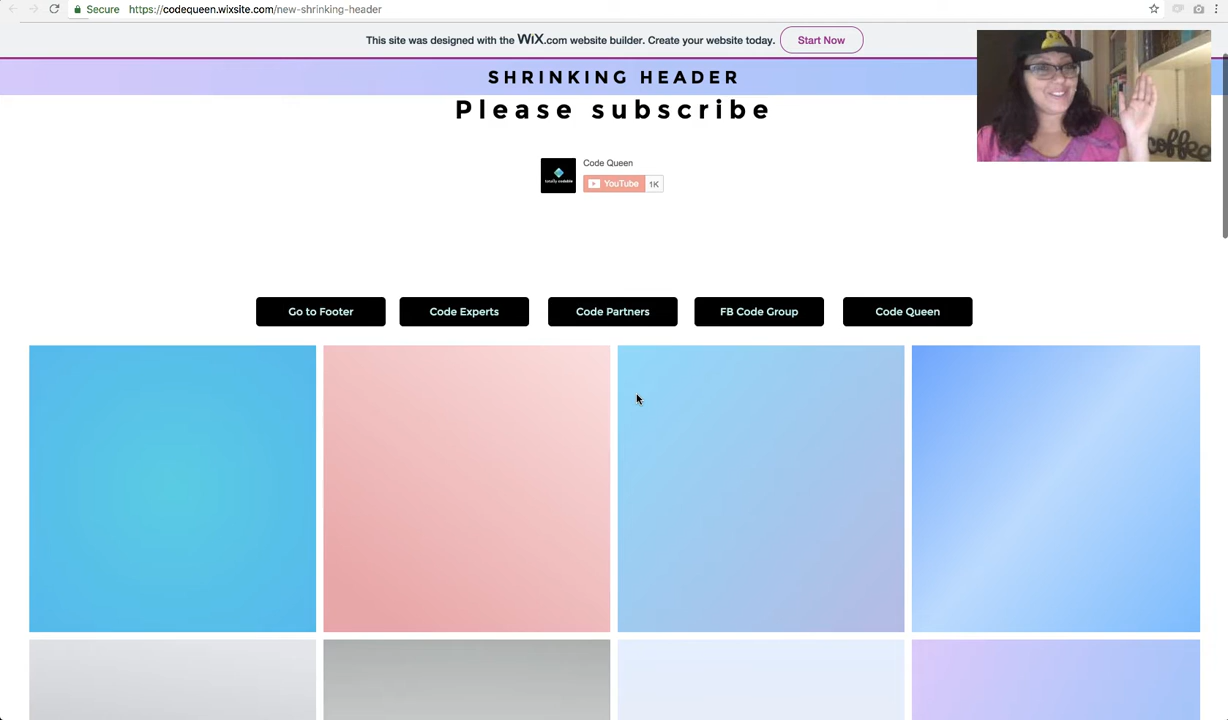 Secure https://codequeen.wixsite.com/new-shrinking-header
This site was designed with the WiX.com website builder. Create your website today. Start Now
SHRINKING HEADER
Please subscribe
Code Queen
YouTube 1K
Go to Footer Code Experts Code Partners FB Code Group Code Queen
coffee